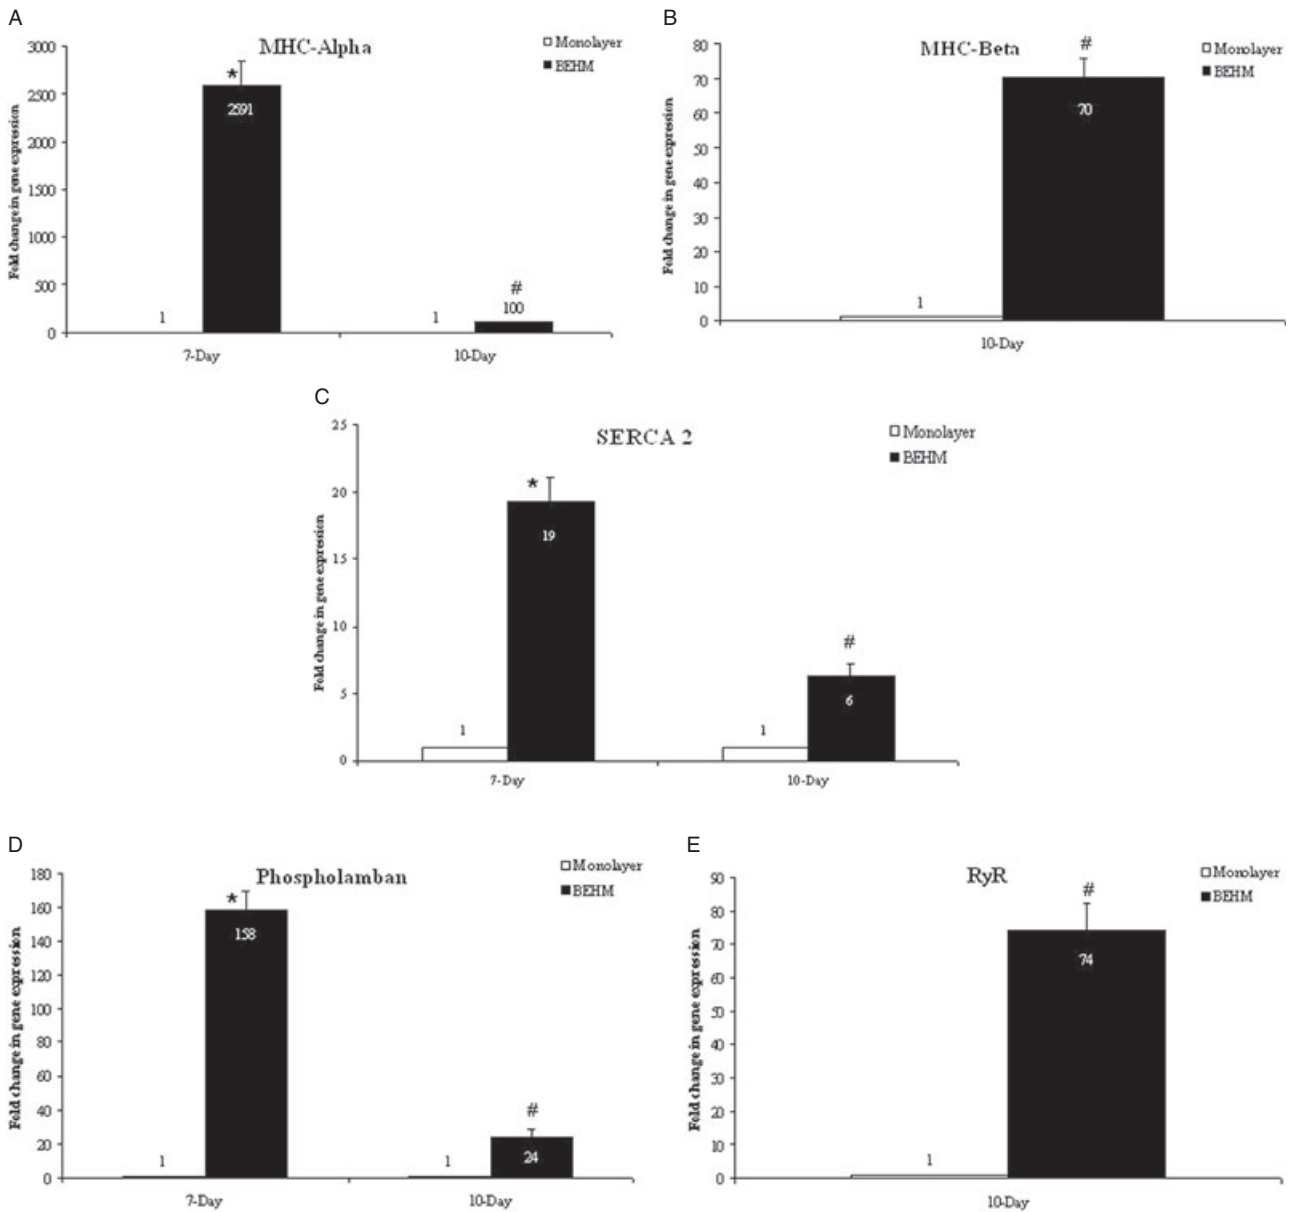 A
MHC-Alpha
Monolayer
BEHM
Fold change in gene expression
3000
2500
2000
1500
1000
500
0
*
2591
1
#
100
1
7-Day
10-Day
B
MHC-Beta
Monolayer
BEHM
Fold change in gene expression
80
70
60
50
40
30
20
10
0
#
70
1
10-Day
C
SERCA 2
Monolayer
BEHM
Fold change in gene expression
25
20
15
10
5
0
*
19
1
#
6
1
7-Day
10-Day
D
Phospholamban
Monolayer
BEHM
Fold change in gene expression
180
160
140
120
100
80
60
40
20
0
*
158
1
#
24
1
7-Day
10-Day
E
RyR
Monolayer
BEHM
Fold change in gene expression
90
80
70
60
50
40
30
20
10
0
#
74
1
10-Day